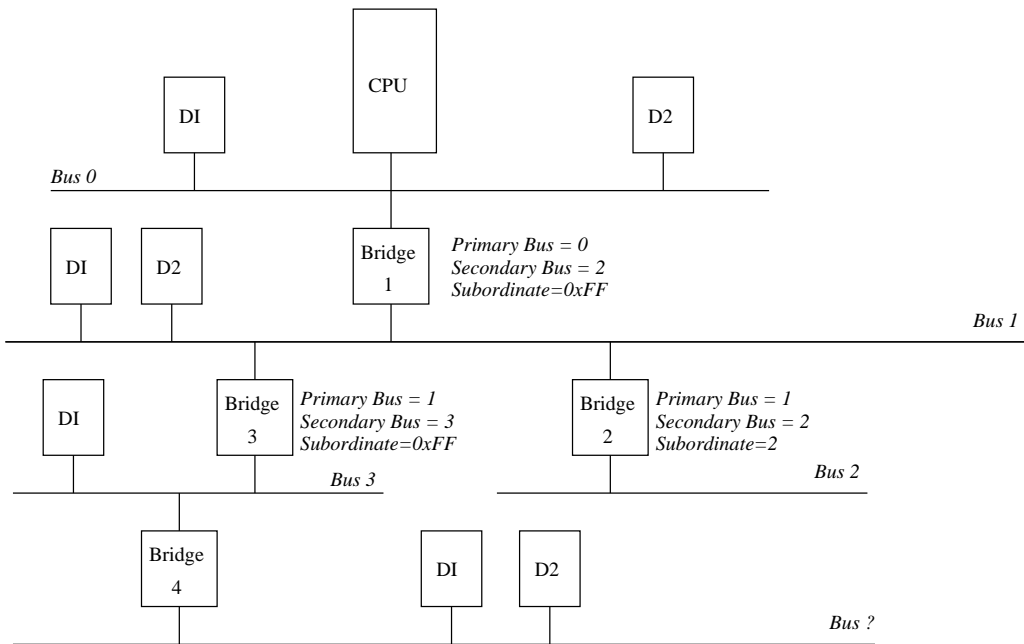 CPU
DI
D2
Bus 0
Bridge
1
Primary Bus = 0
Secondary Bus = 2
Subordinate=0xFF
DI
D2
Bus 1
DI
Bridge
3
Primary Bus = 1
Secondary Bus = 3
Subordinate=0xFF
Bridge
2
Primary Bus = 1
Secondary Bus = 2
Subordinate=2
Bus 3
Bus 2
Bridge
4
DI
D2
Bus ?